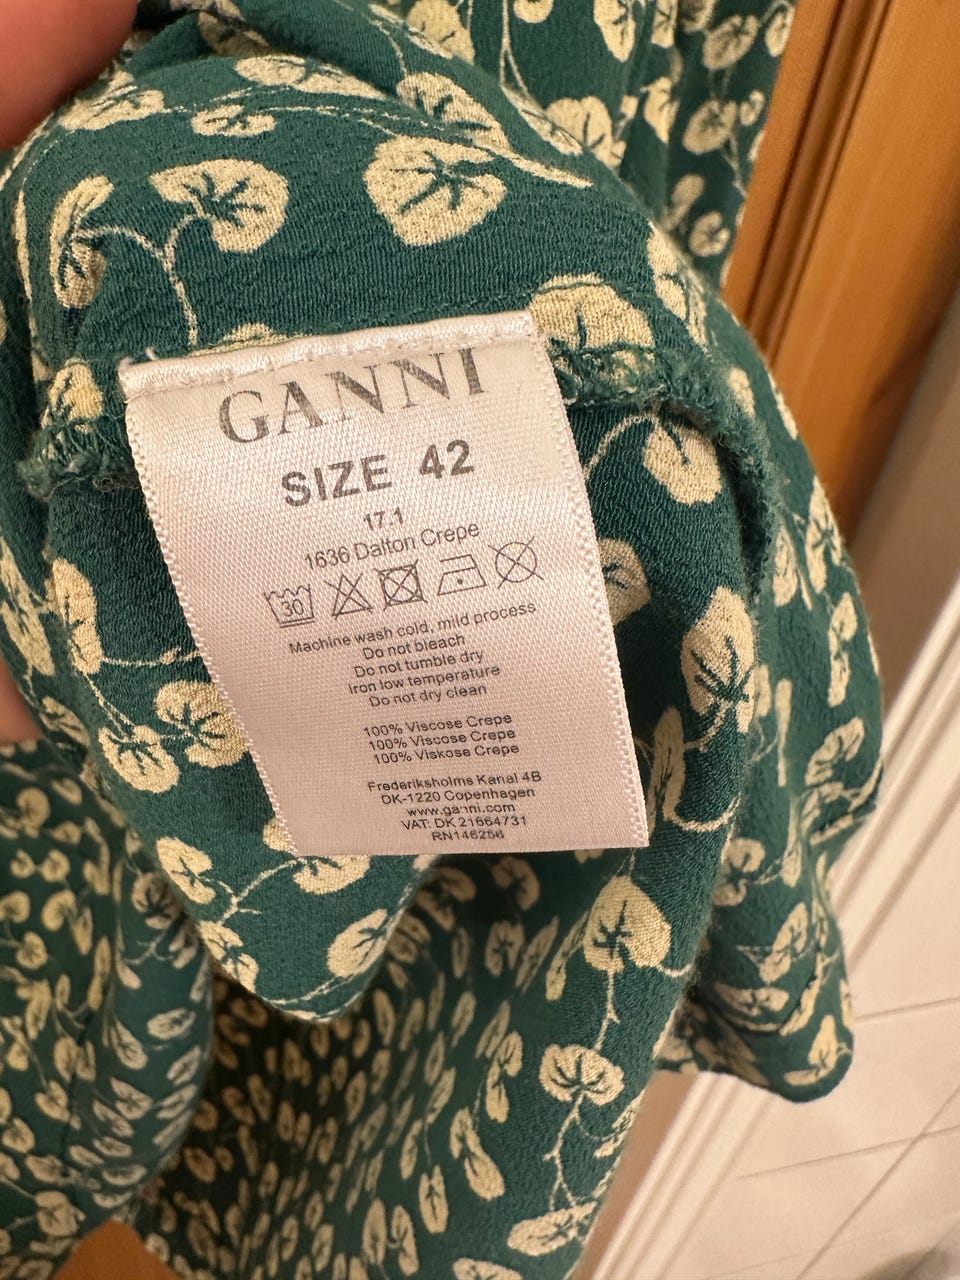 GANNI
SIZE 42
17.1
1636 Dalton Crepe
30
Machine wash cold, mild process
Do not bleach
Do not tumble dry
Iron low temperature
Do not dry clean
100% Viscose Crepe
100% Viscose Crepe
100% Viskose Crepe
Frederiksholms Kanal 4B
DK-1220 Copenhagen
www.ganni.com
VAT: DK 21664731
RN146256